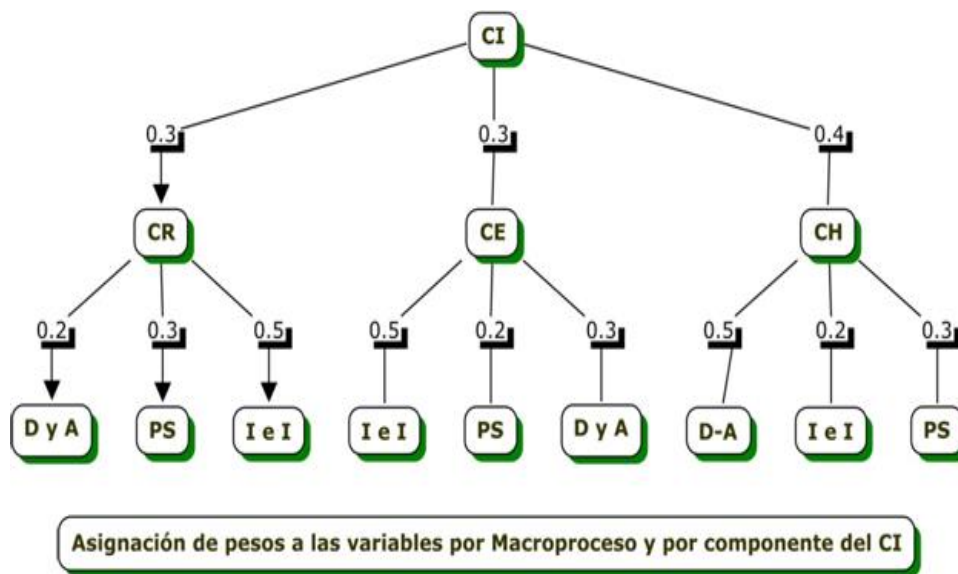 CI
0.3 0.3 0.4
CR CE CH
0.2 0.3 0.5 0.5 0.2 0.3 0.5 0.2 0.3
D y A PS I e I I e I PS D y A D-A I e I PS
Asignación de pesos a las variables por Macroproceso y por componente del CI